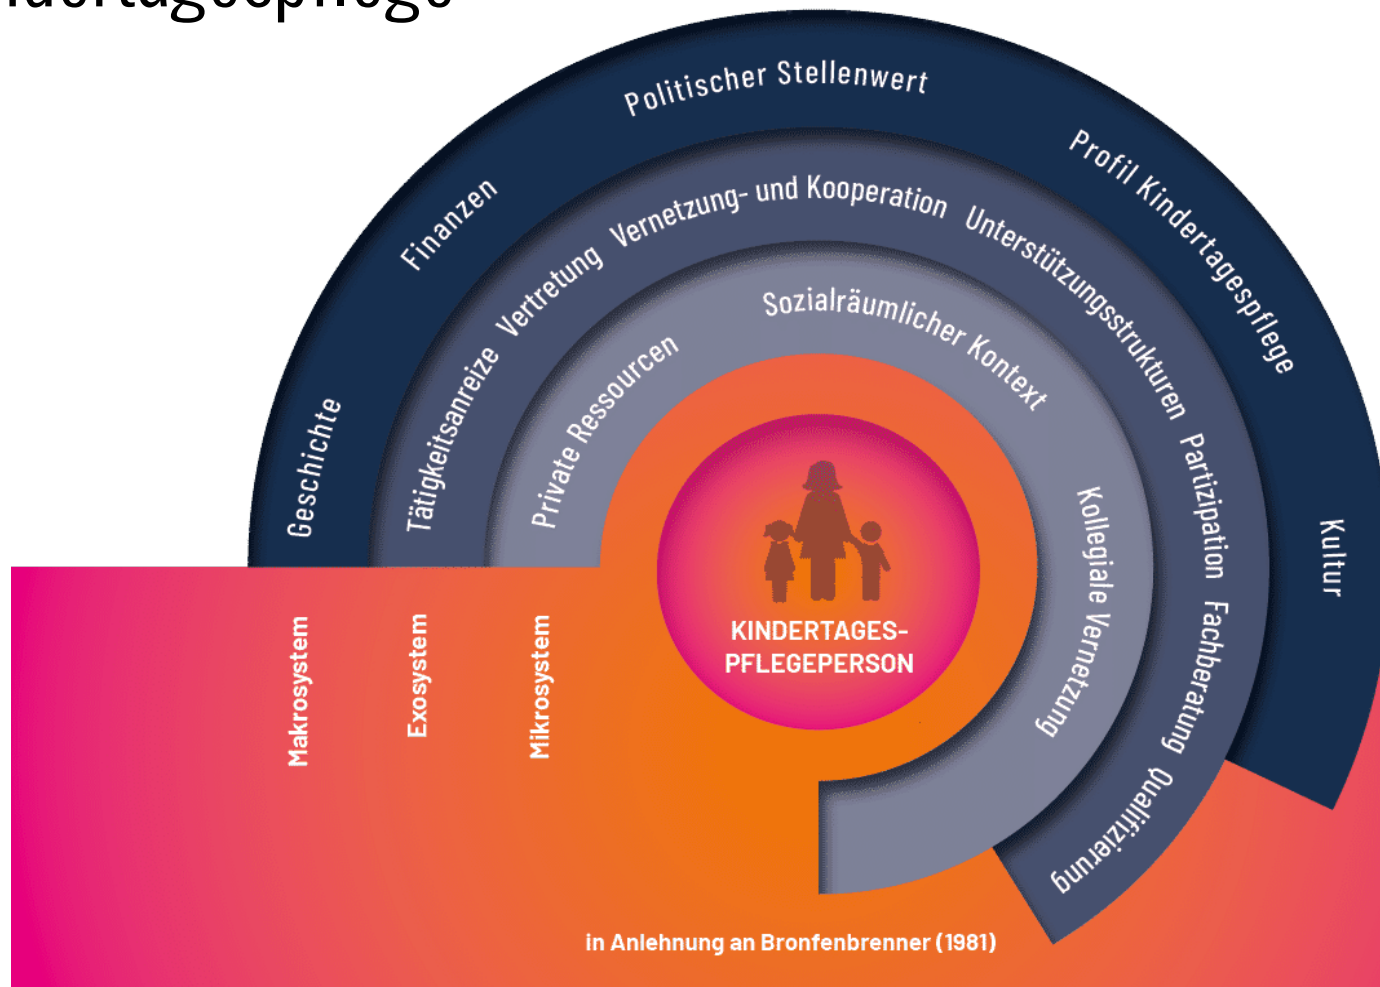 Politischer Stellenwert
Finanzen
Profil Kindertagespflege
Geschichte
Kultur
Vernetzung- und Kooperation
Vertretung
Unterstützungsstrukturen
Tätigkeitsanreize
Partizipation
Fachberatung
Qualifizierung
Sozialräumlicher Kontext
Private Ressourcen
Kollegiale Vernetzung
KINDERTAGES-
PFLEGEPERSON
Makrosystem
Exosystem
Mikrosystem
in Anlehnung an Bronfenbrenner (1981)